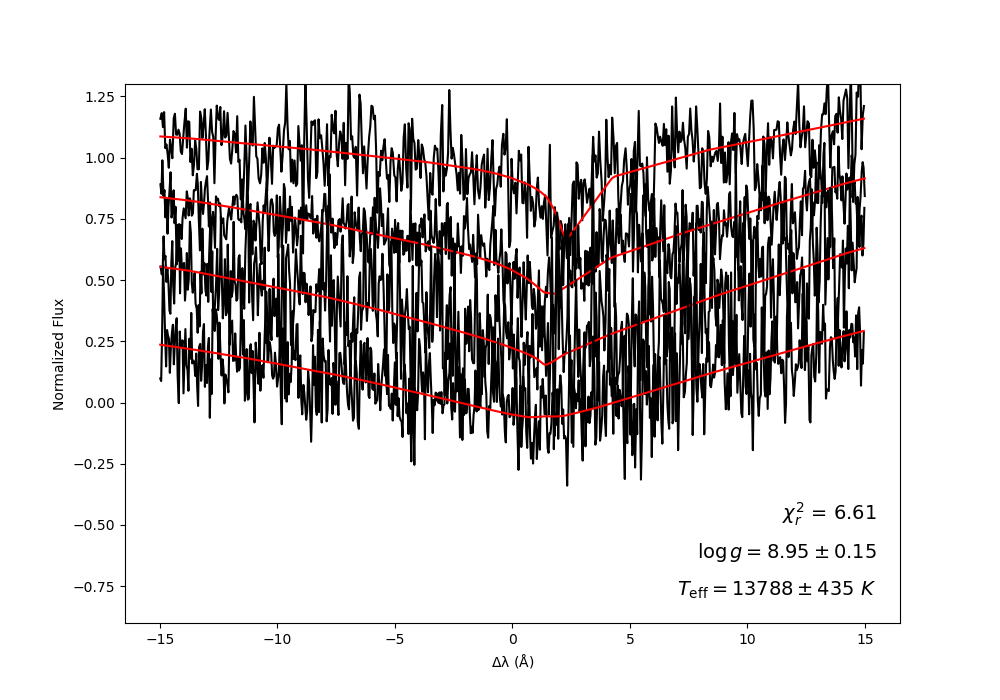 1.25
1.00
0.75
0.50
0.25
0.00
−0.25
−0.50
−0.75
Normalized Flux
χ²ᵣ = 6.61
log g = 8.95 ± 0.15
T_eff = 13788 ± 435 K
−15 −10 −5 0 5 10 15
Δλ (Å)